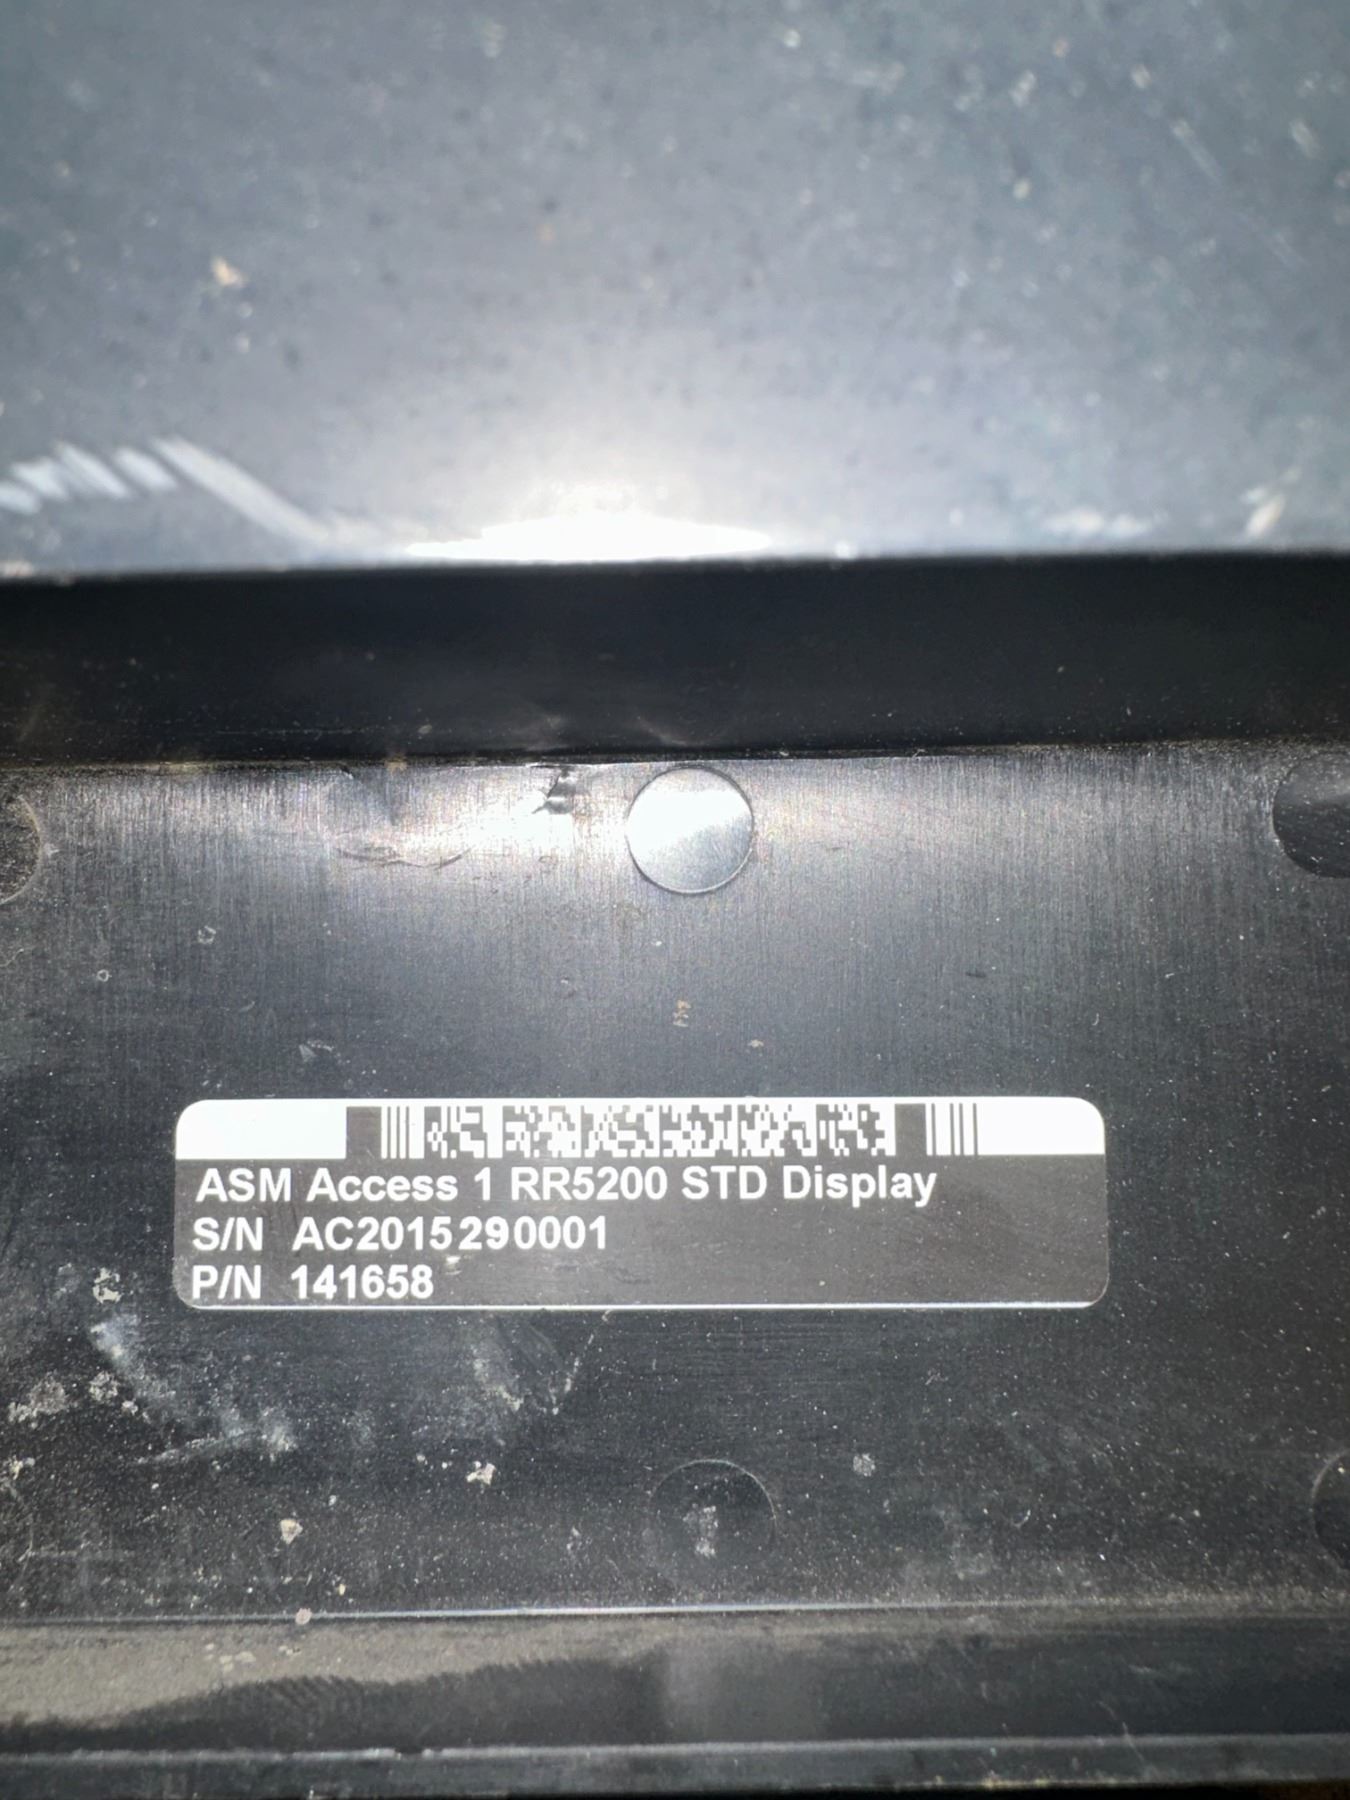 ASM Access 1 RR5200 STD Display
S/N AC2015290001
P/N 141658